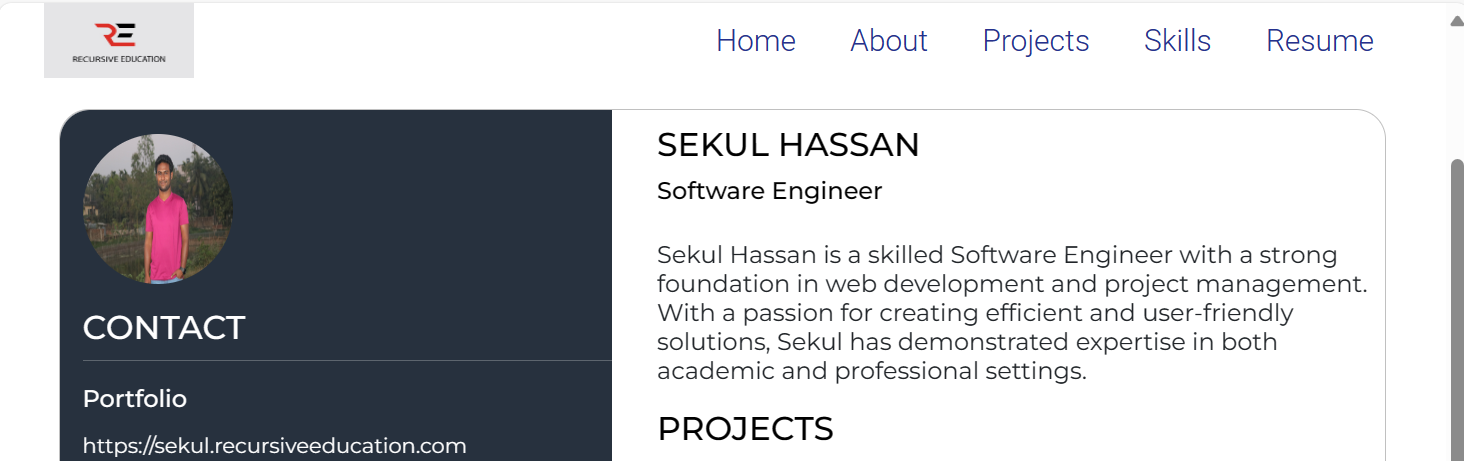 RECURSIVE EDUCATION
Home About Projects Skills Resume
CONTACT
Portfolio
https://sekul.recursiveeducation.com
SEKUL HASSAN
Software Engineer
Sekul Hassan is a skilled Software Engineer with a strong
foundation in web development and project management.
With a passion for creating efficient and user-friendly
solutions, Sekul has demonstrated expertise in both
academic and professional settings.
PROJECTS